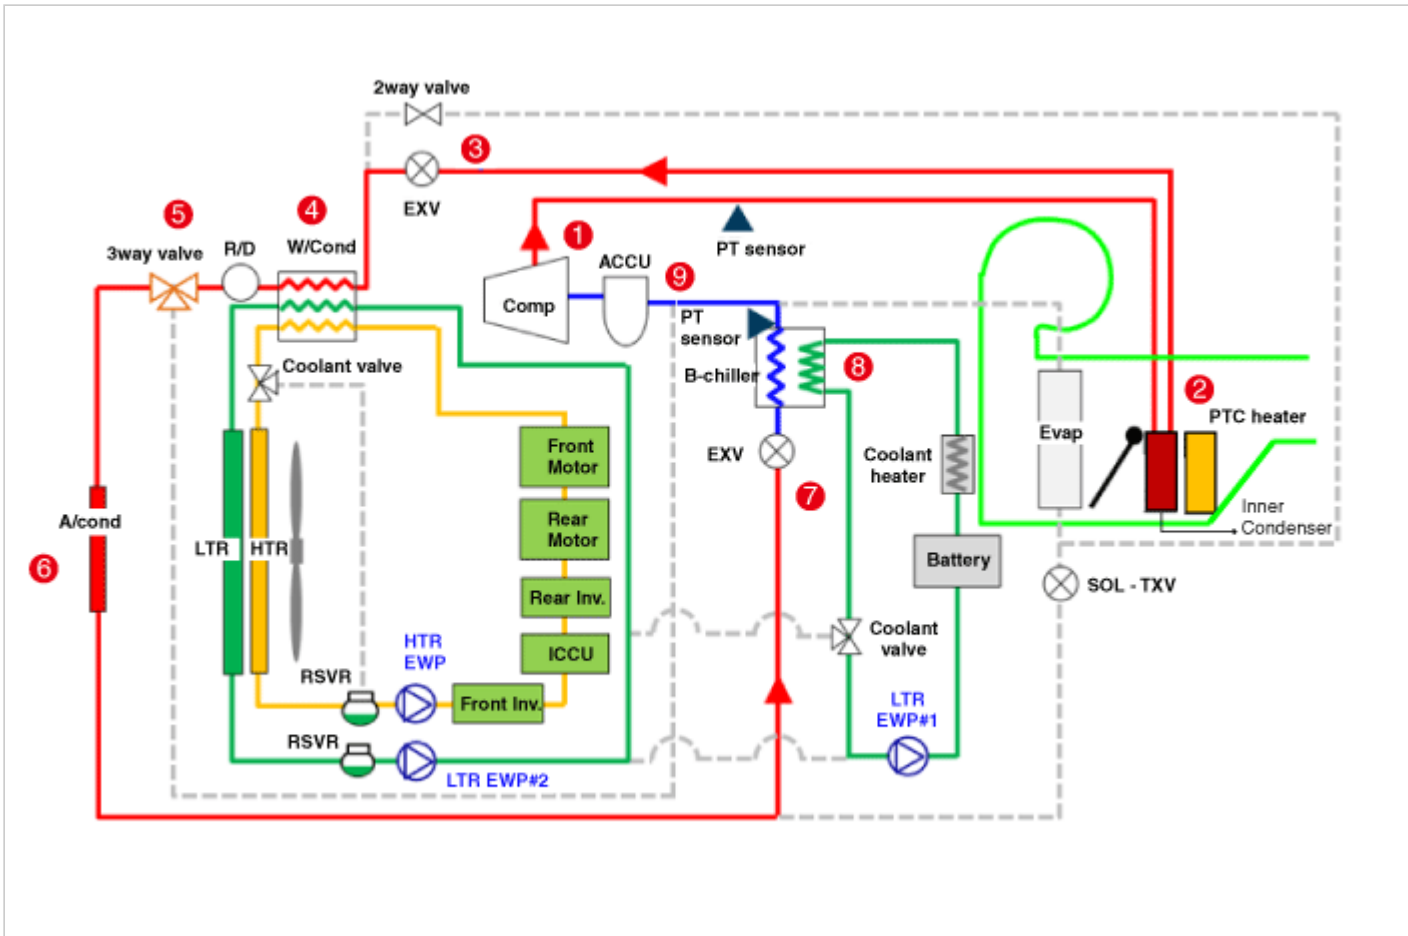 2way valve
3
EXV
5
4
3way valve
R/D
W/Cond
1
PT sensor
ACCU
9
Comp
PT
sensor
B-chiller
8
Coolant valve
2
PTC heater
Evap
Front
Motor
EXV
Coolant
heater
7
Inner
Condenser
A/cond
Rear
Motor
LTR
HTR
6
Battery
SOL - TXV
Rear Inv.
Coolant
valve
HTR
EWP
ICCU
RSVR
Front Inv.
LTR
EWP#1
RSVR
LTR EWP#2